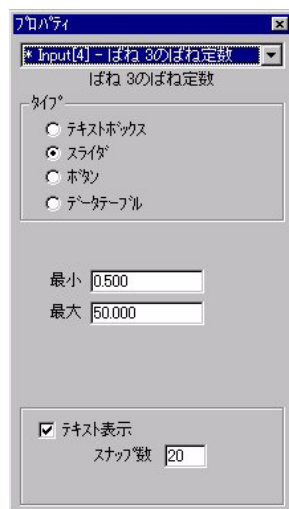 プロパティ
* Input[4] - ばね 3のばね定数
ばね 3のばね定数
タイプ
テキストボックス
スライダ
ボタン
データテーブル
最小 0.500
最大 50.000
テキスト表示
スナップ数 20